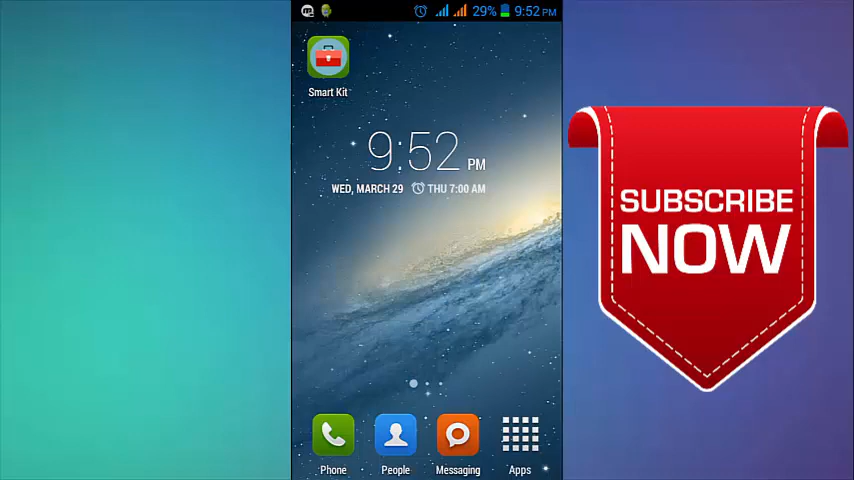 29% 9:52 PM
Smart Kit
9:52 PM
WED, MARCH 29 THU 7:00 AM
SUBSCRIBE
NOW
Phone People Messaging Apps